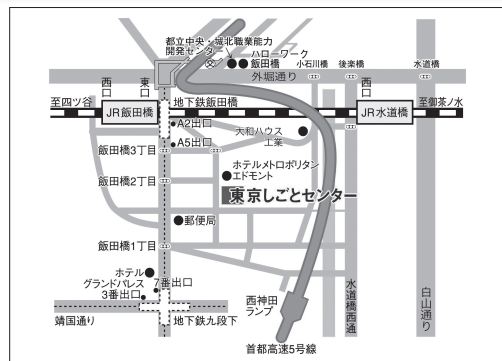 都立中央・城北職業能力
開発センター
ハローワーク
飯田橋
小石川橋
後楽橋
水道橋
外堀通り
西口
東口
西口
至四ツ谷
JR飯田橋
地下鉄飯田橋
JR水道橋
至御茶ノ水
A2出口
大和ハウス
工業
A5出口
飯田橋3丁目
ホテルメトロポリタン
エドモント
飯田橋2丁目
東京しごとセンター
郵便局
飯田橋1丁目
ホテル
グランドパレス
7番出口
3番出口
西神田
ランプ
水道橋西通
白山通り
靖国通り
地下鉄九段下
首都高速5号線